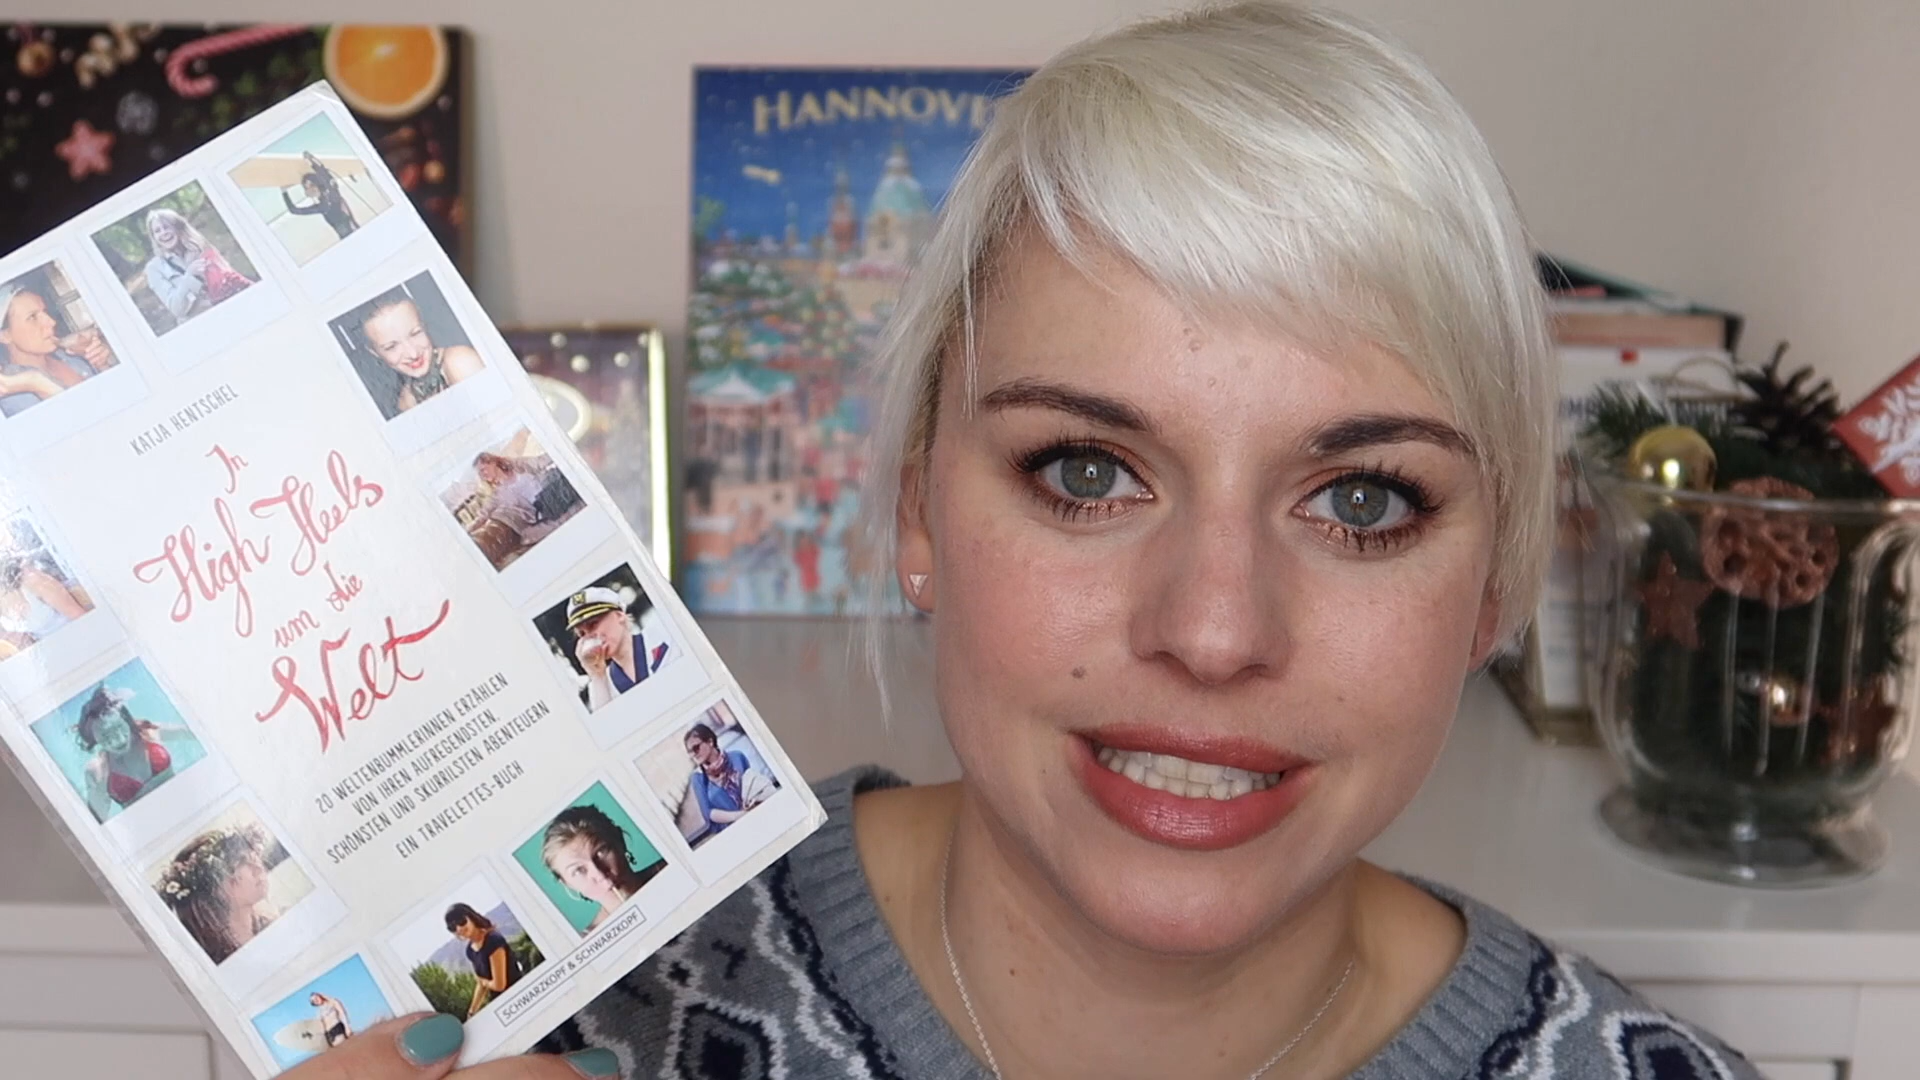 HANNOVE
KATJA HENTSCHEL
In
High Heels
um die
Welt
20 WELTENBUMMLERINNEN ERZÄHLEN
VON IHREN AUFREGENDSTEN,
SCHÖNSTEN UND SKURRILSTEN ABENTEUERN
EIN TRAVELETTES-BUCH
SCHWARZKOPF & SCHWARZKOPF